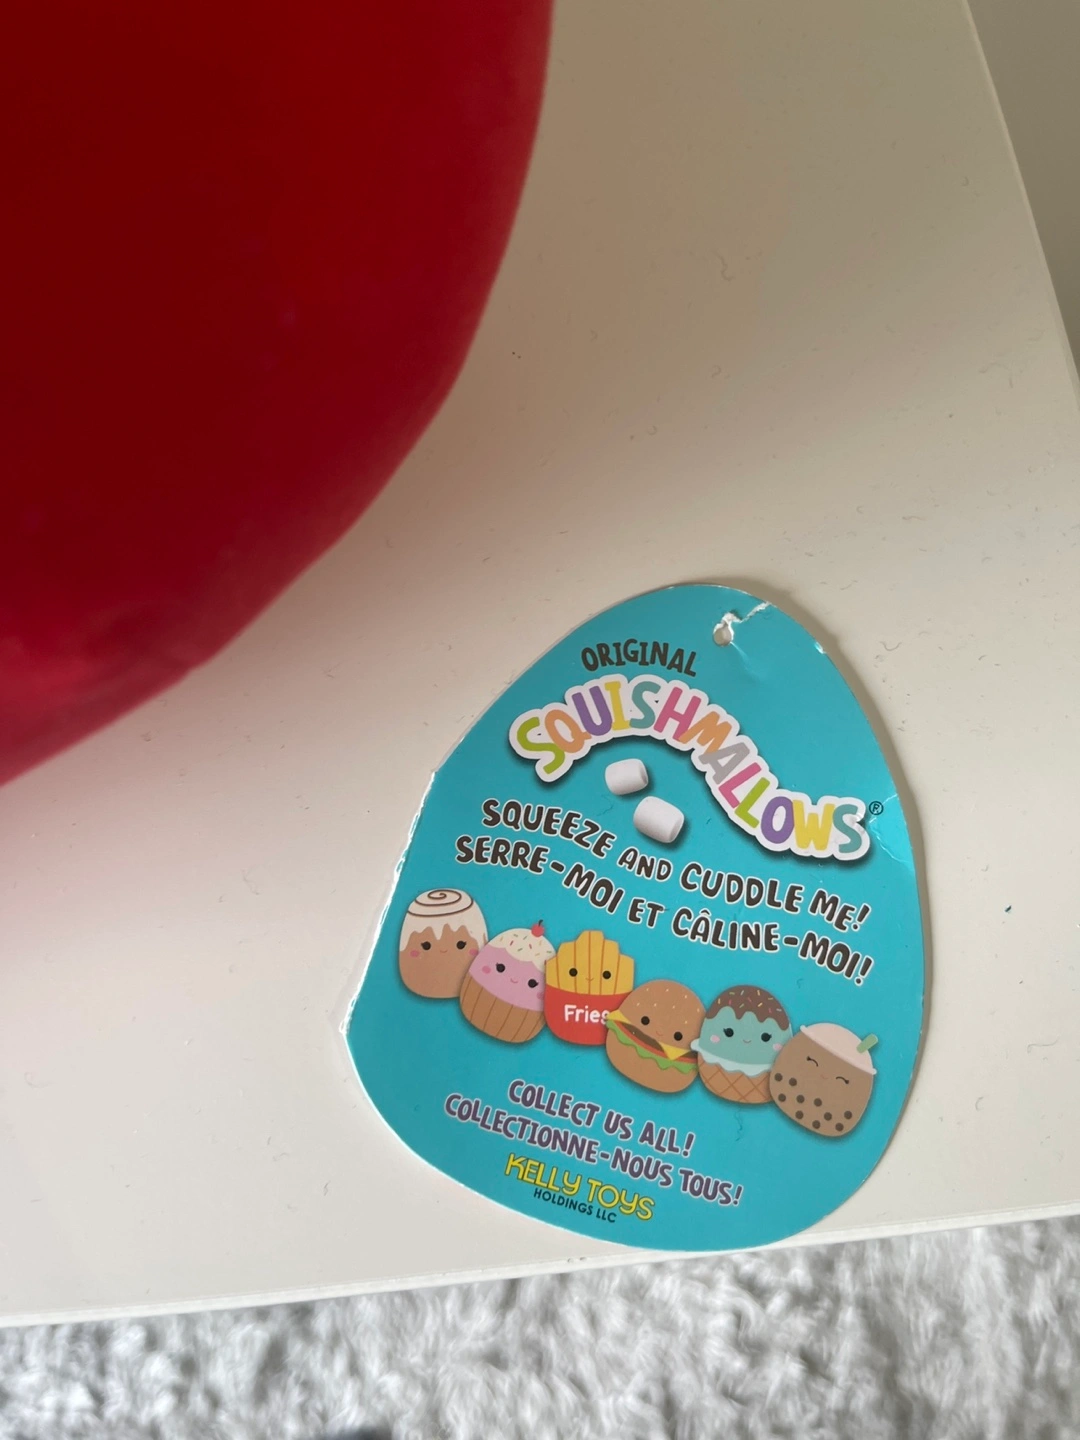 ORIGINAL
SQUISHMALLOWS®
SQUEEZE AND CUDDLE ME!
SERRE-MOI ET CÂLINE-MOI!
Fries
COLLECT US ALL!
COLLECTIONNE-NOUS TOUS!
KELLY TOYS
HOLDINGS LLC